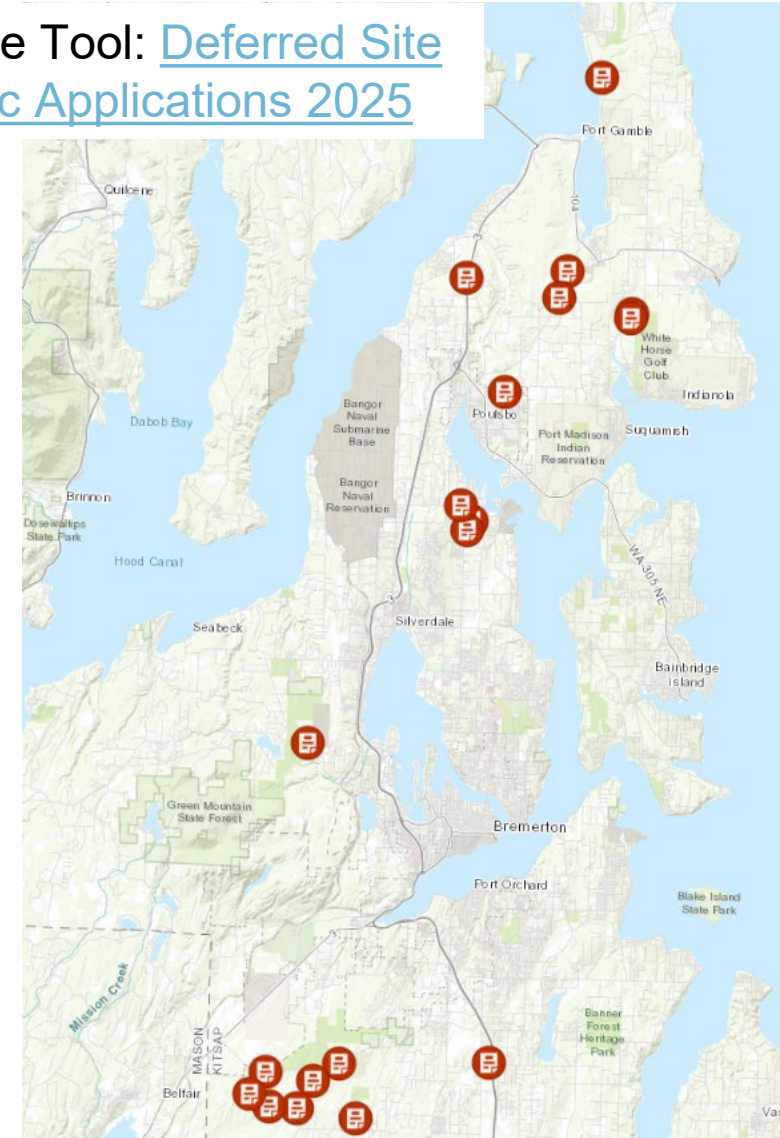 e Tool: Deferred Site
c Applications 2025
Port Gamble
Quilcene
104
3
White
Horse
Golf
Club
Indianola
Poulsbo
Bangor
Naval
Submarine
Base
Dabob Bay
Port Madison
Indian
Reservation
Suquamish
Bangor
Naval
Reservation
Brinnon
Dosewallips
State Park
Hood Canal
WA-305 NE
3
Seabeck
Silverdale
Bainbridge
Island
Green Mountain
State Forest
Bremerton
Port Orchard
Blake Island
State Park
3
Mission Creek
Banner
Forest
Heritage
Park
MASON
KITSAP
Belfair
Va